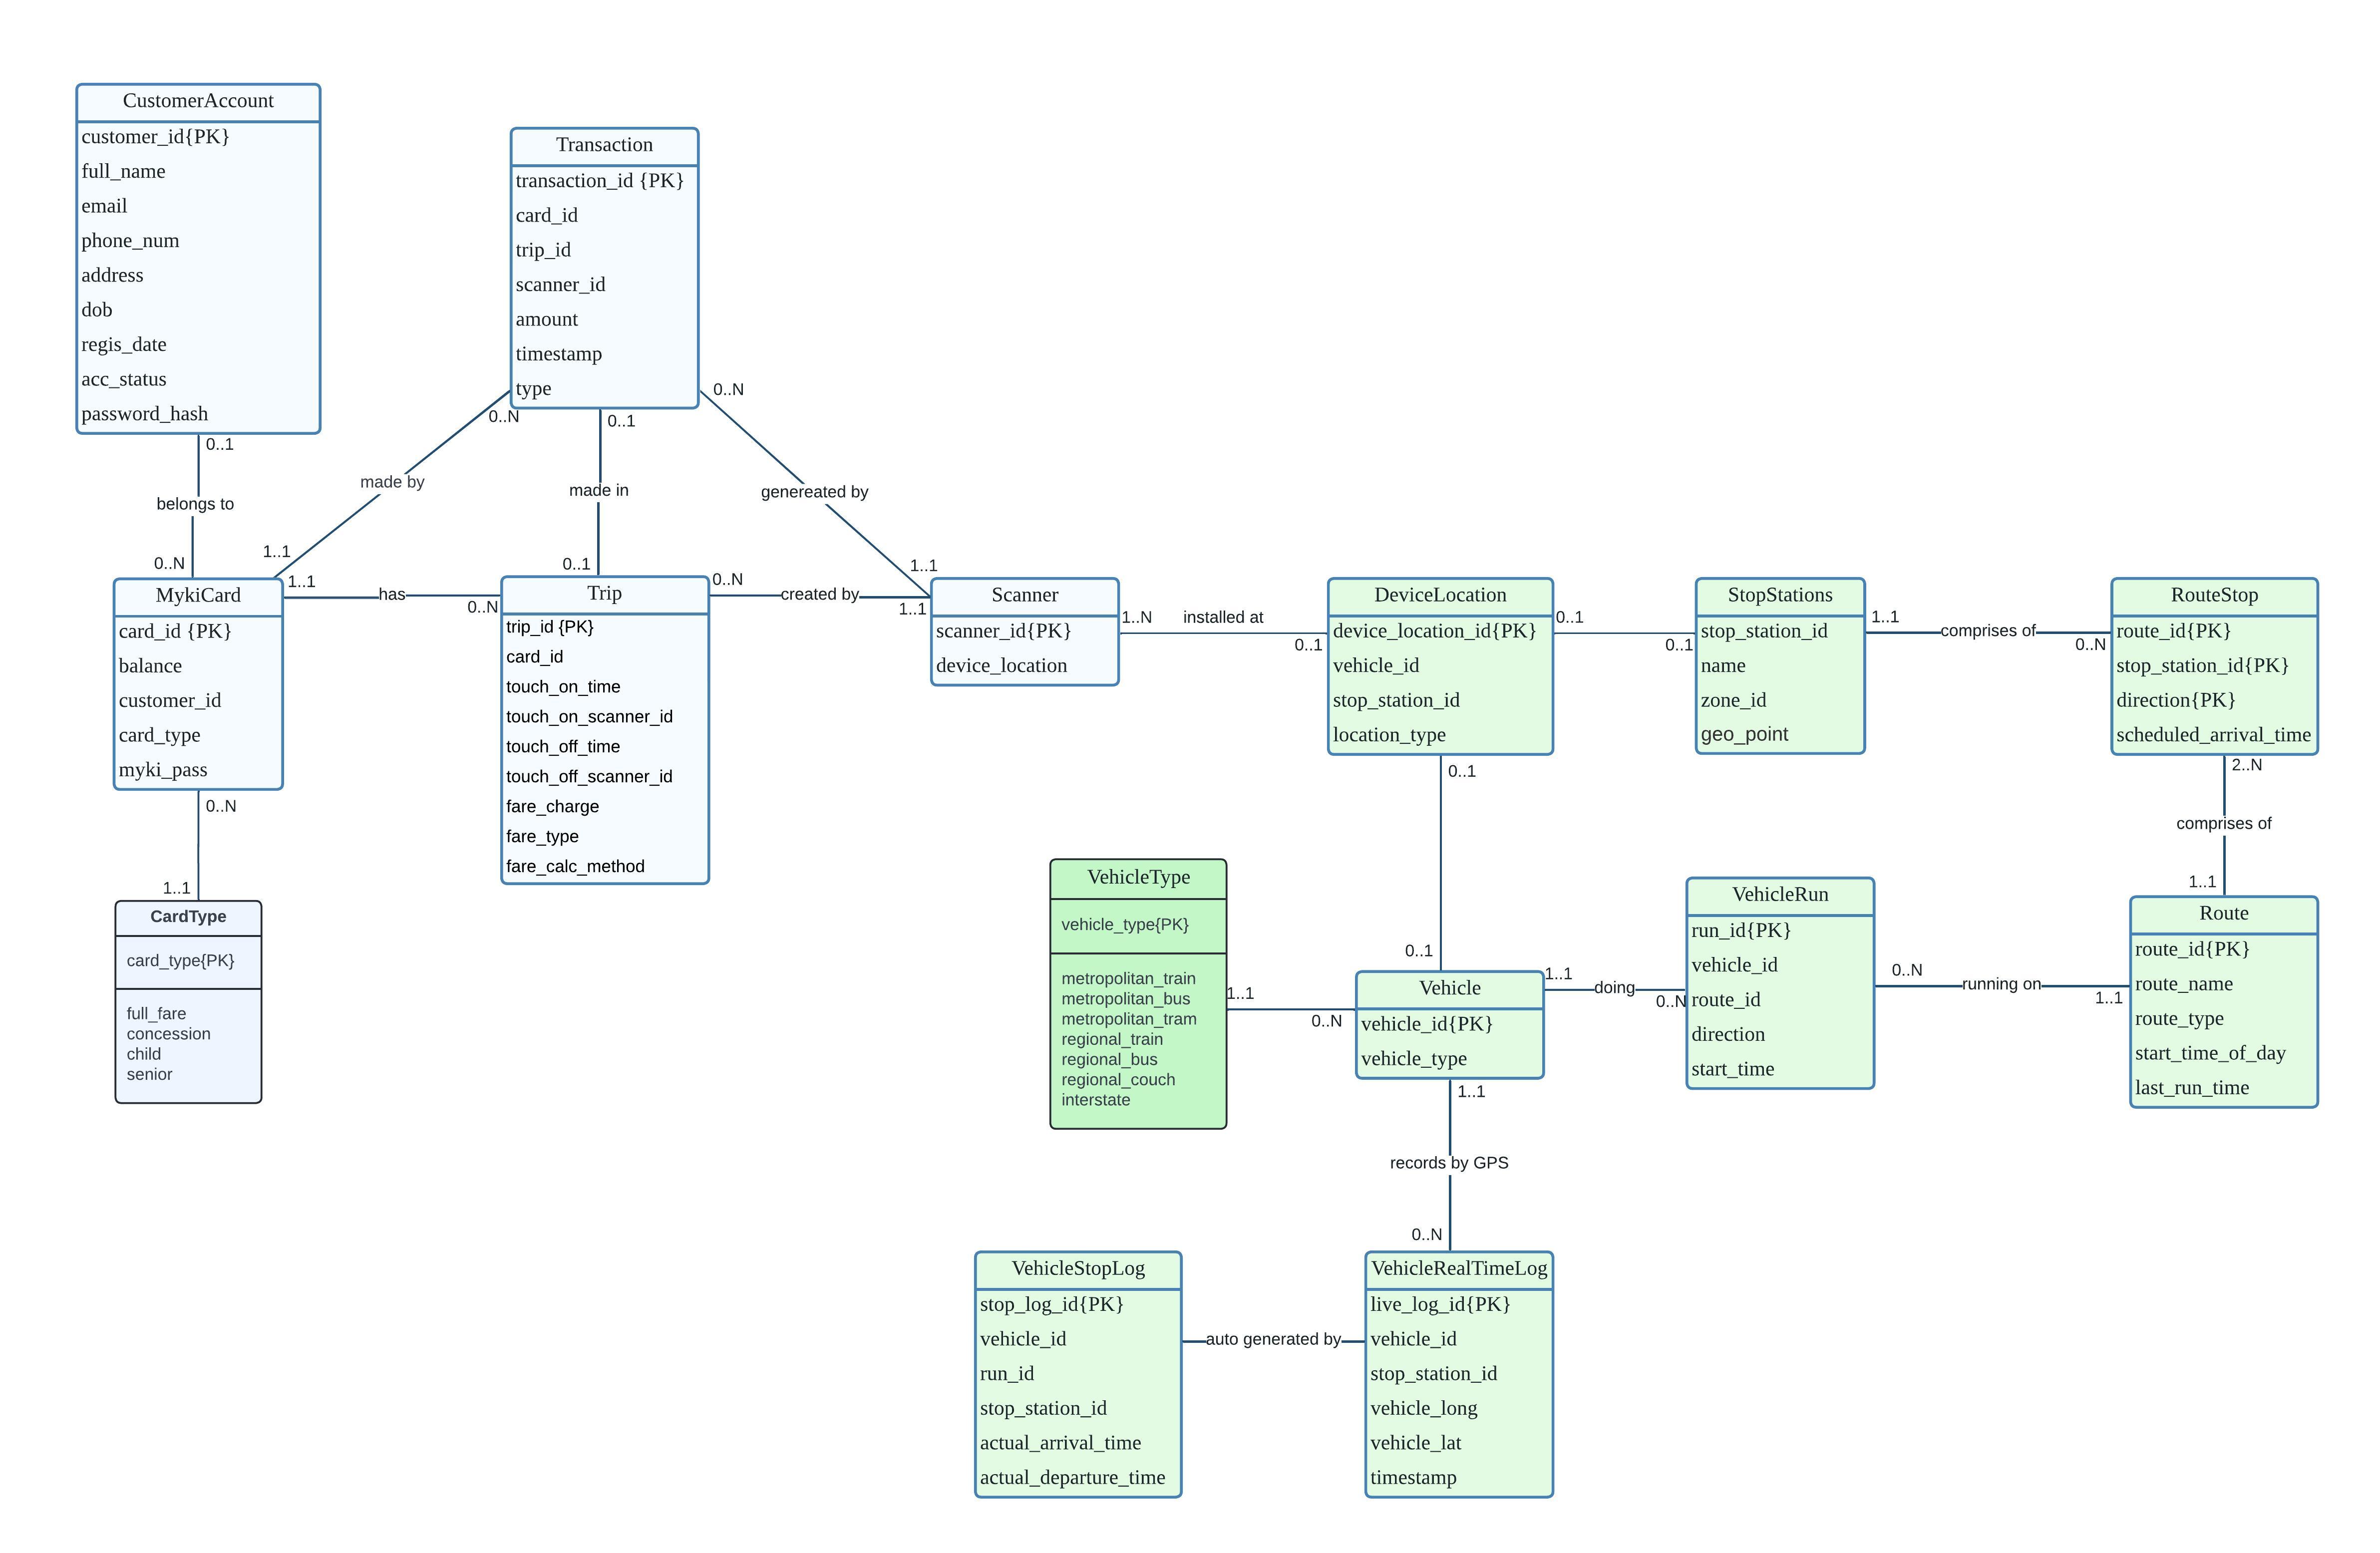 CustomerAccount
customer_id{PK}
full_name
email
phone_num
address
dob
regis_date
acc_status
password_hash
0..1
belongs to
0..N
Transaction
transaction_id {PK}
card_id
trip_id
scanner_id
amount
timestamp
type
0..N
made by
1..1
0..1
made in
0..1
0..N
genereated by
1..1
MykiCard
card_id {PK}
balance
customer_id
card_type
myki_pass
1..1
has
0..N
0..N
1..1
CardType
card_type{PK}
full_fare
concession
child
senior
Trip
trip_id {PK}
card_id
touch_on_time
touch_on_scanner_id
touch_off_time
touch_off_scanner_id
fare_charge
fare_type
fare_calc_method
0..N
created by
1..1
Scanner
scanner_id{PK}
device_location
1..N
installed at
0..1
DeviceLocation
device_location_id{PK}
vehicle_id
stop_station_id
location_type
0..1
0..1
StopStations
stop_station_id
name
zone_id
geo_point
1..1
comprises of
0..N
RouteStop
route_id{PK}
stop_station_id{PK}
direction{PK}
scheduled_arrival_time
2..N
comprises of
1..1
0..1
0..1
VehicleType
vehicle_type{PK}
metropolitan_train
metropolitan_bus
metropolitan_tram
regional_train
regional_bus
regional_couch
interstate
1..1
0..N
Vehicle
vehicle_id{PK}
vehicle_type
1..1
doing
0..N
VehicleRun
run_id{PK}
vehicle_id
route_id
direction
start_time
0..N
running on
1..1
Route
route_id{PK}
route_name
route_type
start_time_of_day
last_run_time
1..1
records by GPS
0..N
VehicleStopLog
stop_log_id{PK}
vehicle_id
run_id
stop_station_id
actual_arrival_time
actual_departure_time
auto generated by
VehicleRealTimeLog
live_log_id{PK}
vehicle_id
stop_station_id
vehicle_long
vehicle_lat
timestamp